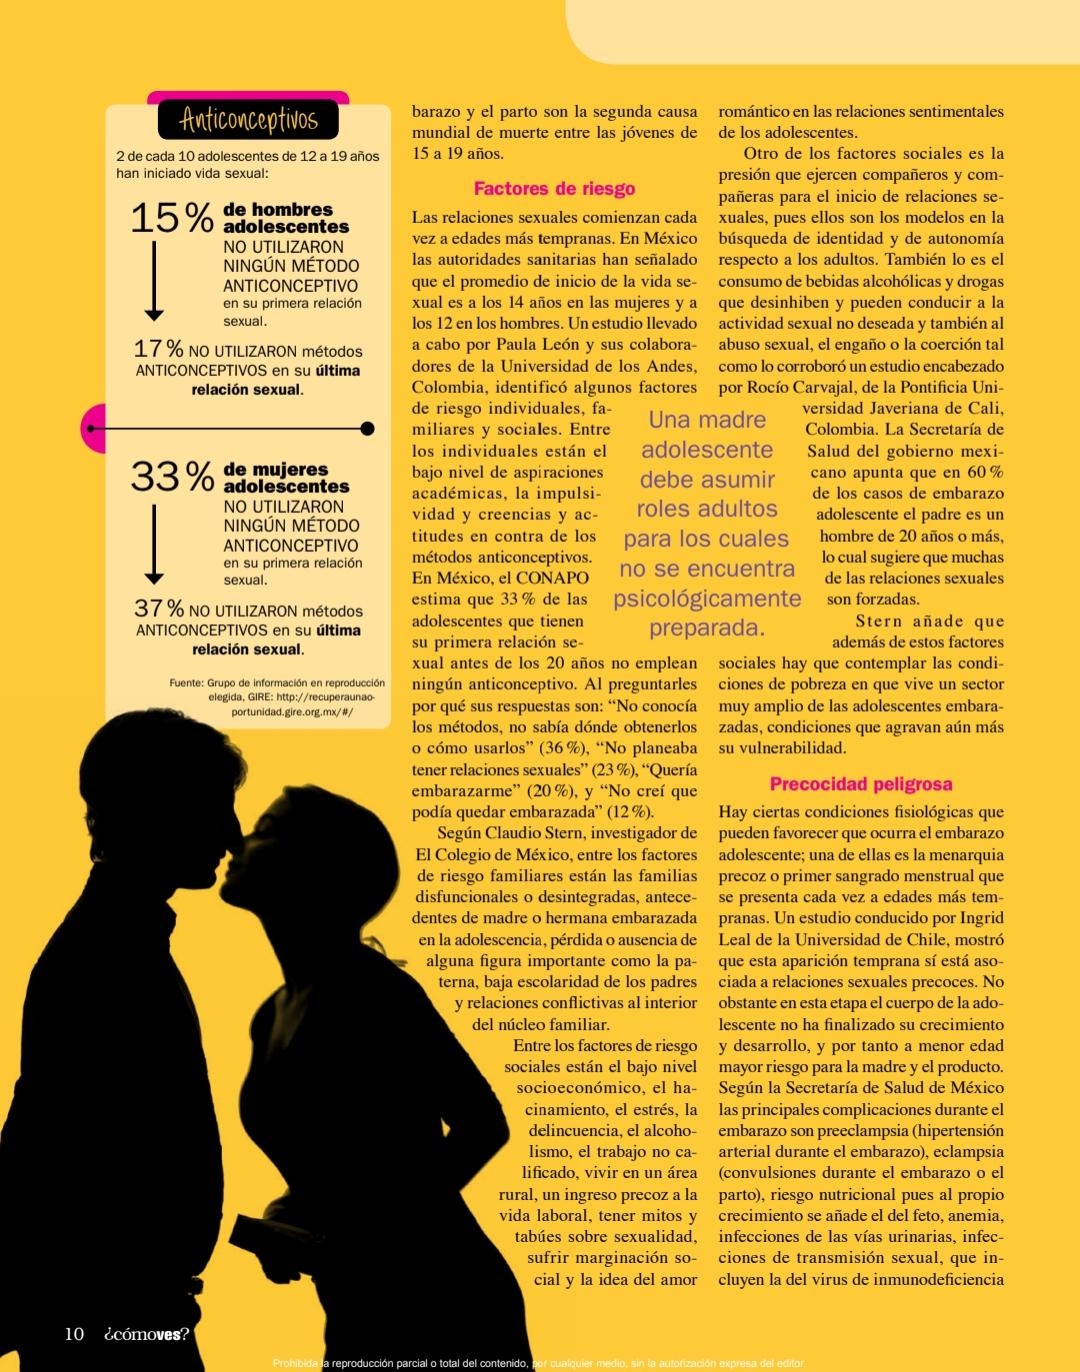 Anticonceptivos
2 de cada 10 adolescentes de 12 a 19 años
han iniciado vida sexual:
15% de hombres
adolescentes
NO UTILIZARON
NINGÚN MÉTODO
ANTICONCEPTIVO
en su primera relación
sexual.
17% NO UTILIZARON métodos
ANTICONCEPTIVOS en su última
relación sexual.
33% de mujeres
adolescentes
NO UTILIZARON
NINGÚN MÉTODO
ANTICONCEPTIVO
en su primera relación
sexual.
37% NO UTILIZARON métodos
ANTICONCEPTIVOS en su última
relación sexual.
Fuente: Grupo de información en reproducción
elegida, GIRE: http://recuperauna​o-
portunidad.gire.org.mx/#/
barazo y el parto son la segunda causa
mundial de muerte entre las jóvenes de
15 a 19 años.
Factores de riesgo
Las relaciones sexuales comienzan cada
vez a edades más tempranas. En México
las autoridades sanitarias han señalado
que el promedio de inicio de la vida se-
xual es a los 14 años en las mujeres y a
los 12 en los hombres. Un estudio llevado
a cabo por Paula León y sus colabora-
dores de la Universidad de los Andes,
Colombia, identificó algunos factores
de riesgo individuales, fa-
miliares y sociales. Entre
los individuales están el
bajo nivel de aspiraciones
académicas, la impulsi-
vidad y creencias y ac-
titudes en contra de los
métodos anticonceptivos.
En México, el CONAPO
estima que 33% de las
adolescentes que tienen
su primera relación se-
xual antes de los 20 años no emplean
ningún anticonceptivo. Al preguntarles
por qué sus respuestas son: “No conocía
los métodos, no sabía dónde obtenerlos
o cómo usarlos” (36%), “No planeaba
tener relaciones sexuales” (23%), “Quería
embarazarme” (20%), y “No creí que
podía quedar embarazada” (12%).
Según Claudio Stern, investigador de
El Colegio de México, entre los factores
de riesgo familiares están las familias
disfuncionales o desintegradas, antece-
dentes de madre o hermana embarazada
en la adolescencia, pérdida o ausencia de
alguna figura importante como la pa-
terna, baja escolaridad de los padres
y relaciones conflictivas al interior
del núcleo familiar.
Entre los factores de riesgo
sociales están el bajo nivel
socioeconómico, el ha-
cinamiento, el estrés, la
delincuencia, el alcoho-
lismo, el trabajo no ca-
lificado, vivir en un área
rural, un ingreso precoz a la
vida laboral, tener mitos y
tabúes sobre sexualidad,
sufrir marginación so-
cial y la idea del amor
Una madre
adolescente
debe asumir
roles adultos
para los cuales
no se encuentra
psicológicamente
preparada.
romántico en las relaciones sentimentales
de los adolescentes.
Otro de los factores sociales es la
presión que ejercen compañeros y com-
pañeras para el inicio de relaciones se-
xuales, pues ellos son los modelos en la
búsqueda de identidad y de autonomía
respecto a los adultos. También lo es el
consumo de bebidas alcohólicas y drogas
que desinhiben y pueden conducir a la
actividad sexual no deseada y también al
abuso sexual, el engaño o la coerción tal
como lo corroboró un estudio encabezado
por Rocío Carvajal, de la Pontificia Uni-
versidad Javeriana de Cali,
Colombia. La Secretaría de
Salud del gobierno mexi-
cano apunta que en 60%
de los casos de embarazo
adolescente el padre es un
hombre de 20 años o más,
lo cual sugiere que muchas
de las relaciones sexuales
son forzadas.
Stern añade que
además de estos factores
sociales hay que contemplar las condi-
ciones de pobreza en que vive un sector
muy amplio de las adolescentes embara-
zadas, condiciones que agravan aún más
su vulnerabilidad.
Precocidad peligrosa
Hay ciertas condiciones fisiológicas que
pueden favorecer que ocurra el embarazo
adolescente; una de ellas es la menarquia
precoz o primer sangrado menstrual que
se presenta cada vez a edades más tem-
pranas. Un estudio conducido por Ingrid
Leal de la Universidad de Chile, mostró
que esta aparición temprana sí está aso-
ciada a relaciones sexuales precoces. No
obstante en esta etapa el cuerpo de la ado-
lescente no ha finalizado su crecimiento
y desarrollo, y por tanto a menor edad
mayor riesgo para la madre y el producto.
Según la Secretaría de Salud de México
las principales complicaciones durante el
embarazo son preeclampsia (hipertensión
arterial durante el embarazo), eclampsia
(convulsiones durante el embarazo o el
parto), riesgo nutricional pues al propio
crecimiento se añade el del feto, anemia,
infecciones de las vías urinarias, infec-
ciones de transmisión sexual, que in-
cluyen la del virus de inmunodeficiencia
10 ¿cómoves?
Prohibida la reproducción parcial o total del contenido, por cualquier medio, sin la autorización expresa del editor.